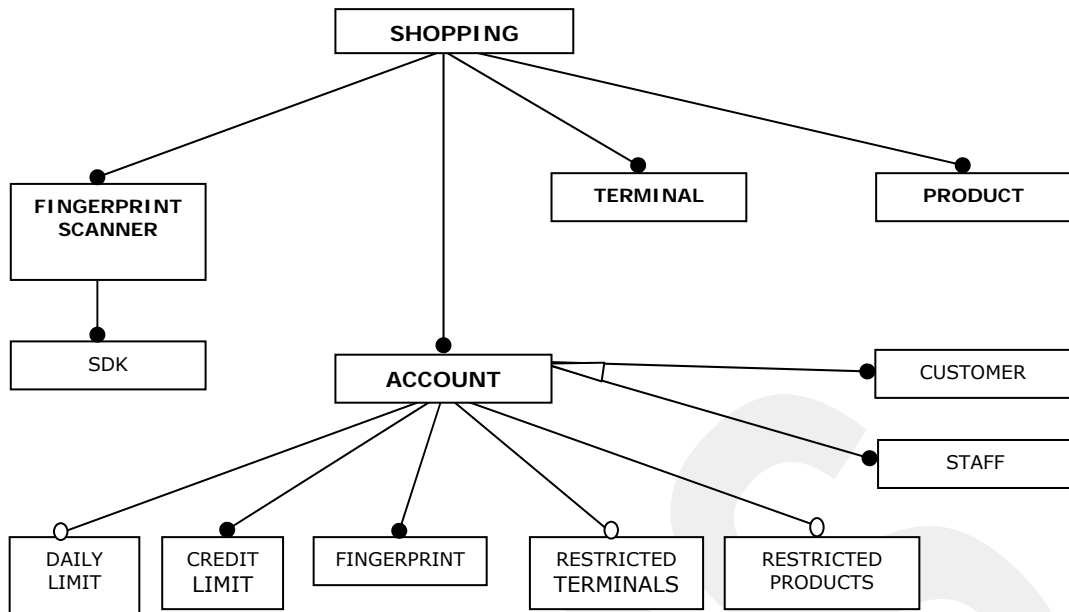 SHOPPING
FINGERPRINT
SCANNER
TERMINAL
PRODUCT
SDK
ACCOUNT
CUSTOMER
STAFF
DAILY
LIMIT
CREDIT
LIMIT
FINGERPRINT
RESTRICTED
TERMINALS
RESTRICTED
PRODUCTS